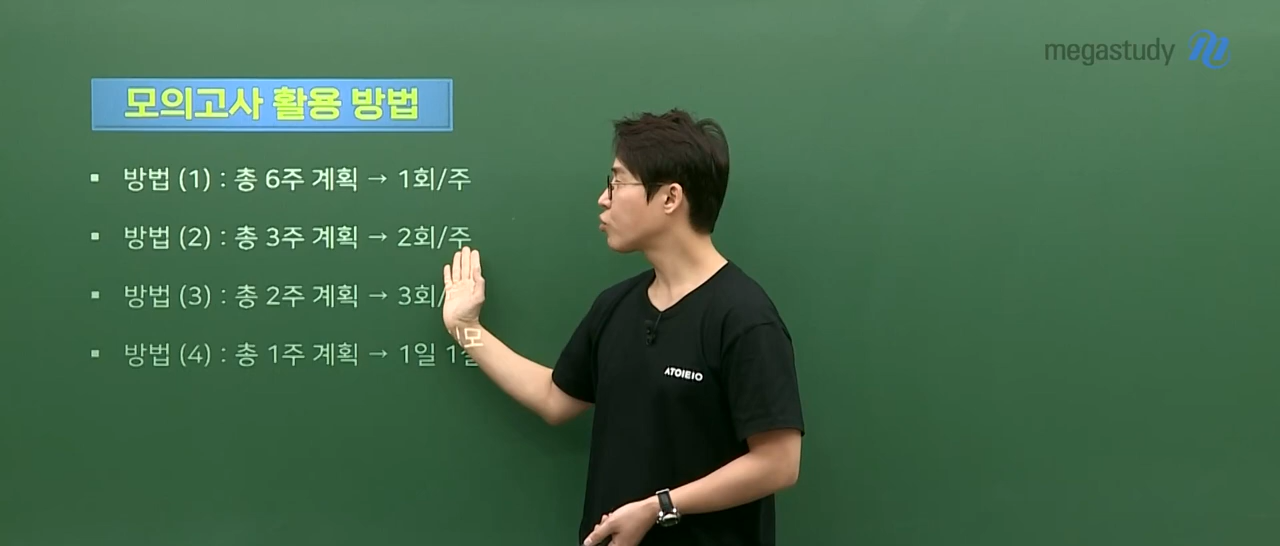 megastudy
모의고사 활용 방법
▪ 방법 (1) : 총 6주 계획 → 1회/주
▪ 방법 (2) : 총 3주 계획 → 2회/주
▪ 방법 (3) : 총 2주 계획 → 3회/
▪ 방법 (4) : 총 1주 계획 → 1일
ATOIEIO